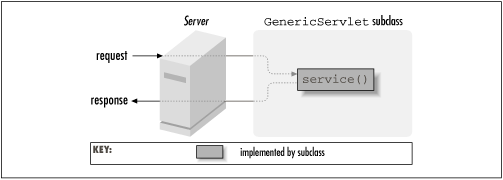 Server
GenericServlet subclass
request
service()
response
KEY:
implemented by subclass